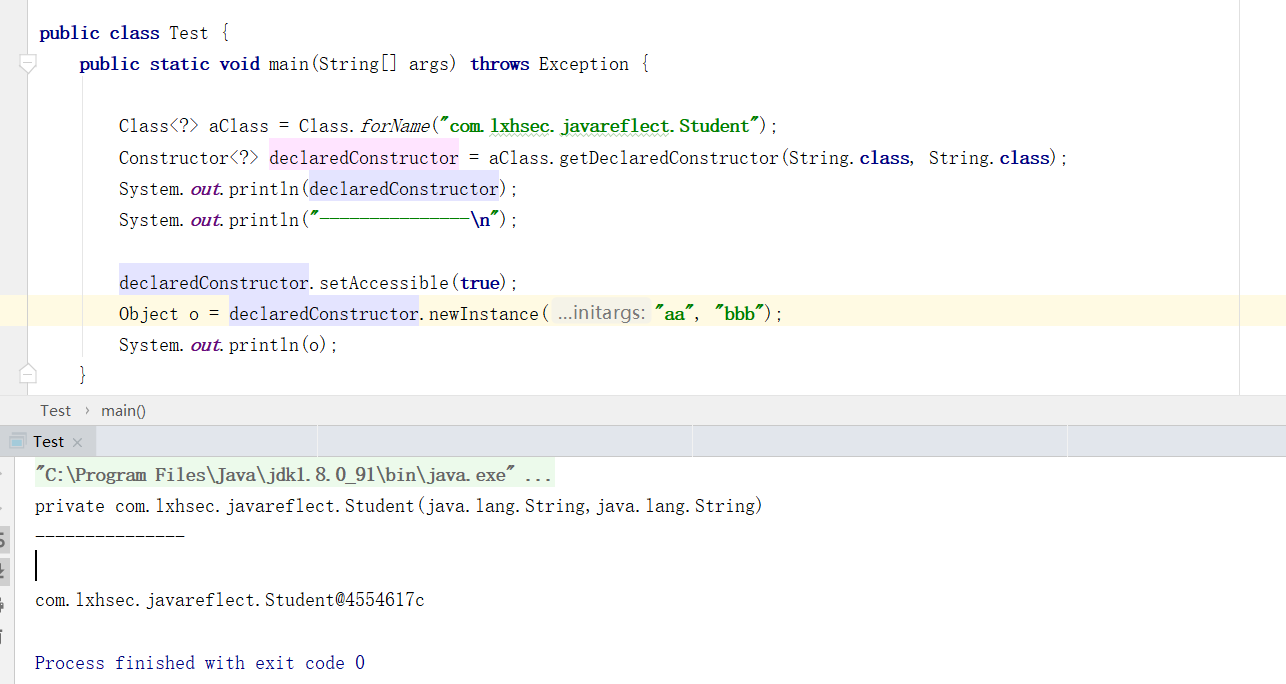 public class Test {
public static void main(String[] args) throws Exception {
Class<?> aClass = Class.forName("com.lxhsec.javareflect.Student");
Constructor<?> declaredConstructor = aClass.getDeclaredConstructor(String.class, String.class);
System.out.println(declaredConstructor);
System.out.println("---------------\n");
declaredConstructor.setAccessible(true);
Object o = declaredConstructor.newInstance( ...initargs: "aa", "bbb");
System.out.println(o);
}
Test › main()
Test ×
"C:\Program Files\Java\jdk1.8.0_91\bin\java.exe" ...
private com.lxhsec.javareflect.Student(java.lang.String,java.lang.String)
---------------
com.lxhsec.javareflect.Student@4554617c
Process finished with exit code 0